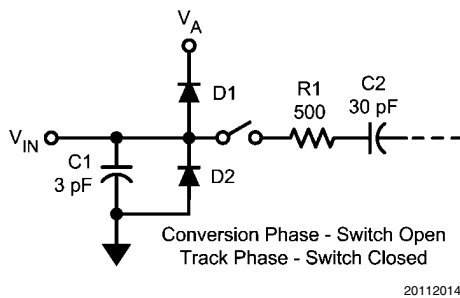 VA
D1
R1
500
C2
30 pF
VIN
C1
3 pF
D2
Conversion Phase - Switch Open
Track Phase - Switch Closed
20112014